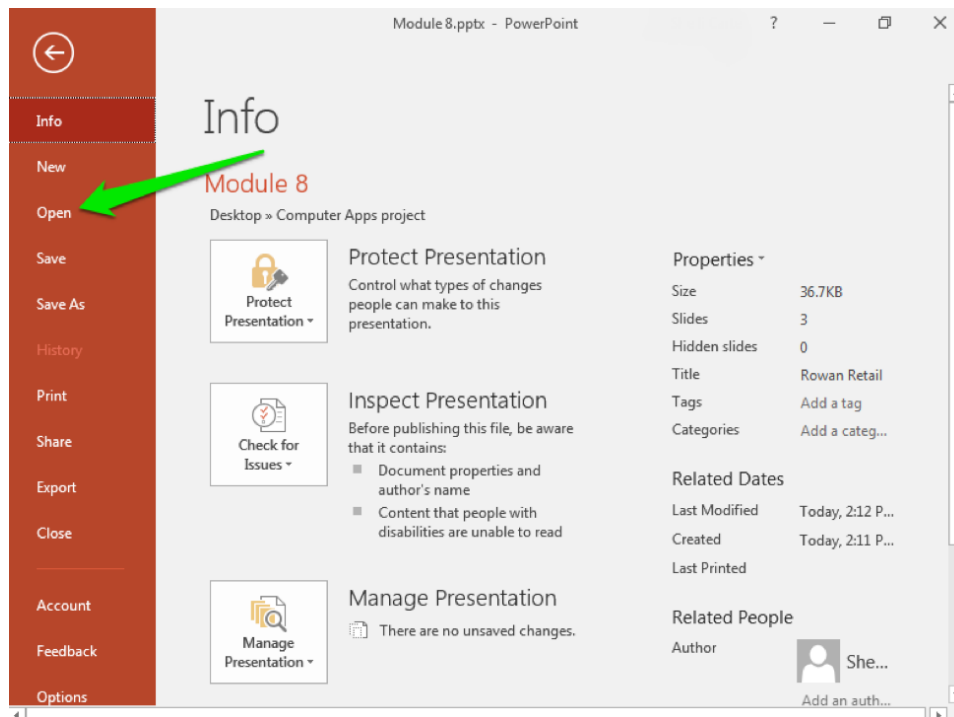 Module 8.pptx - PowerPoint
?
Info
New
Open
Save
Save As
History
Print
Share
Export
Close
Account
Feedback
Options
Info
Module 8
Desktop » Computer Apps project
Protect
Presentation
Protect Presentation
Control what types of changes
people can make to this
presentation.
Check for
Issues
Inspect Presentation
Before publishing this file, be aware
that it contains:
Document properties and
author's name
Content that people with
disabilities are unable to read
Manage
Presentation
Manage Presentation
There are no unsaved changes.
Properties
Size 36.7KB
Slides 3
Hidden slides 0
Title Rowan Retail
Tags Add a tag
Categories Add a categ...
Related Dates
Last Modified Today, 2:12 P...
Created Today, 2:11 P...
Last Printed
Related People
Author She...
Add an auth...